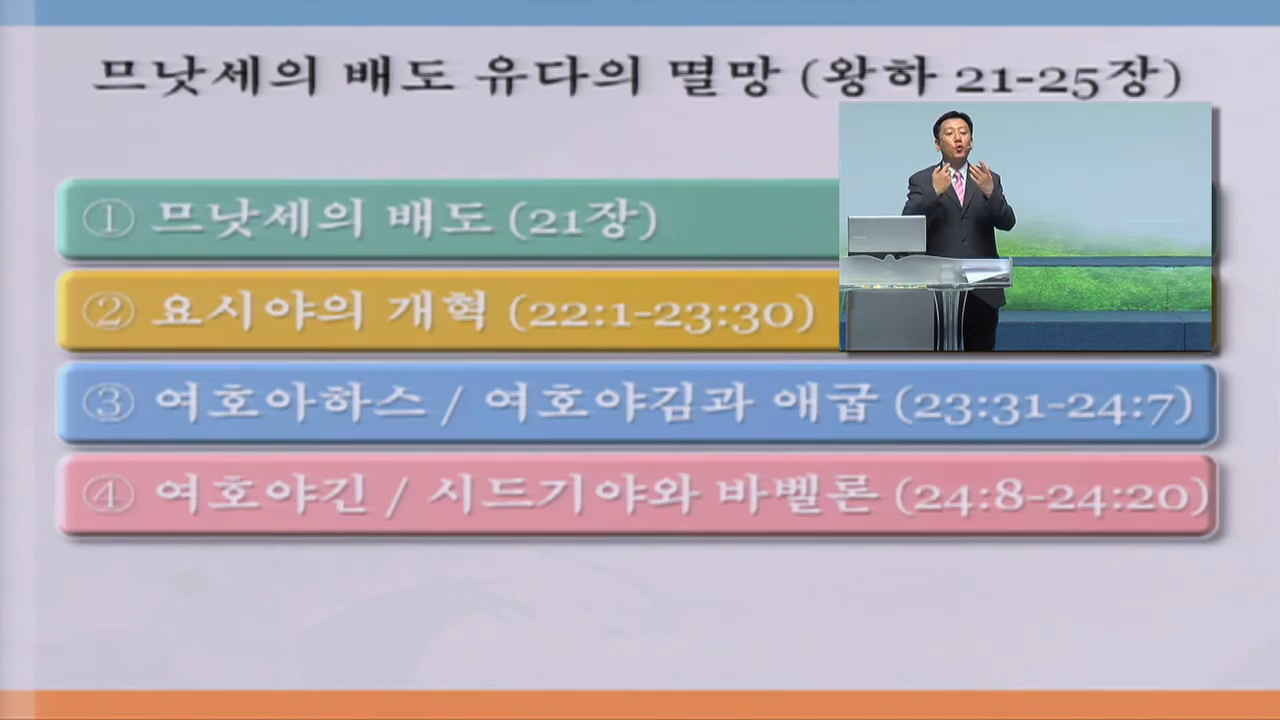 므낫세의 배도 유다의 멸망 (왕하 21-25장)
① 므낫세의 배도 (21장)
② 요시야의 개혁 (22:1-23:30)
③ 여호아하스 / 여호야김과 애굽 (23:31-24:7)
④ 여호야긴 / 시드기야와 바벨론 (24:8-24:20)